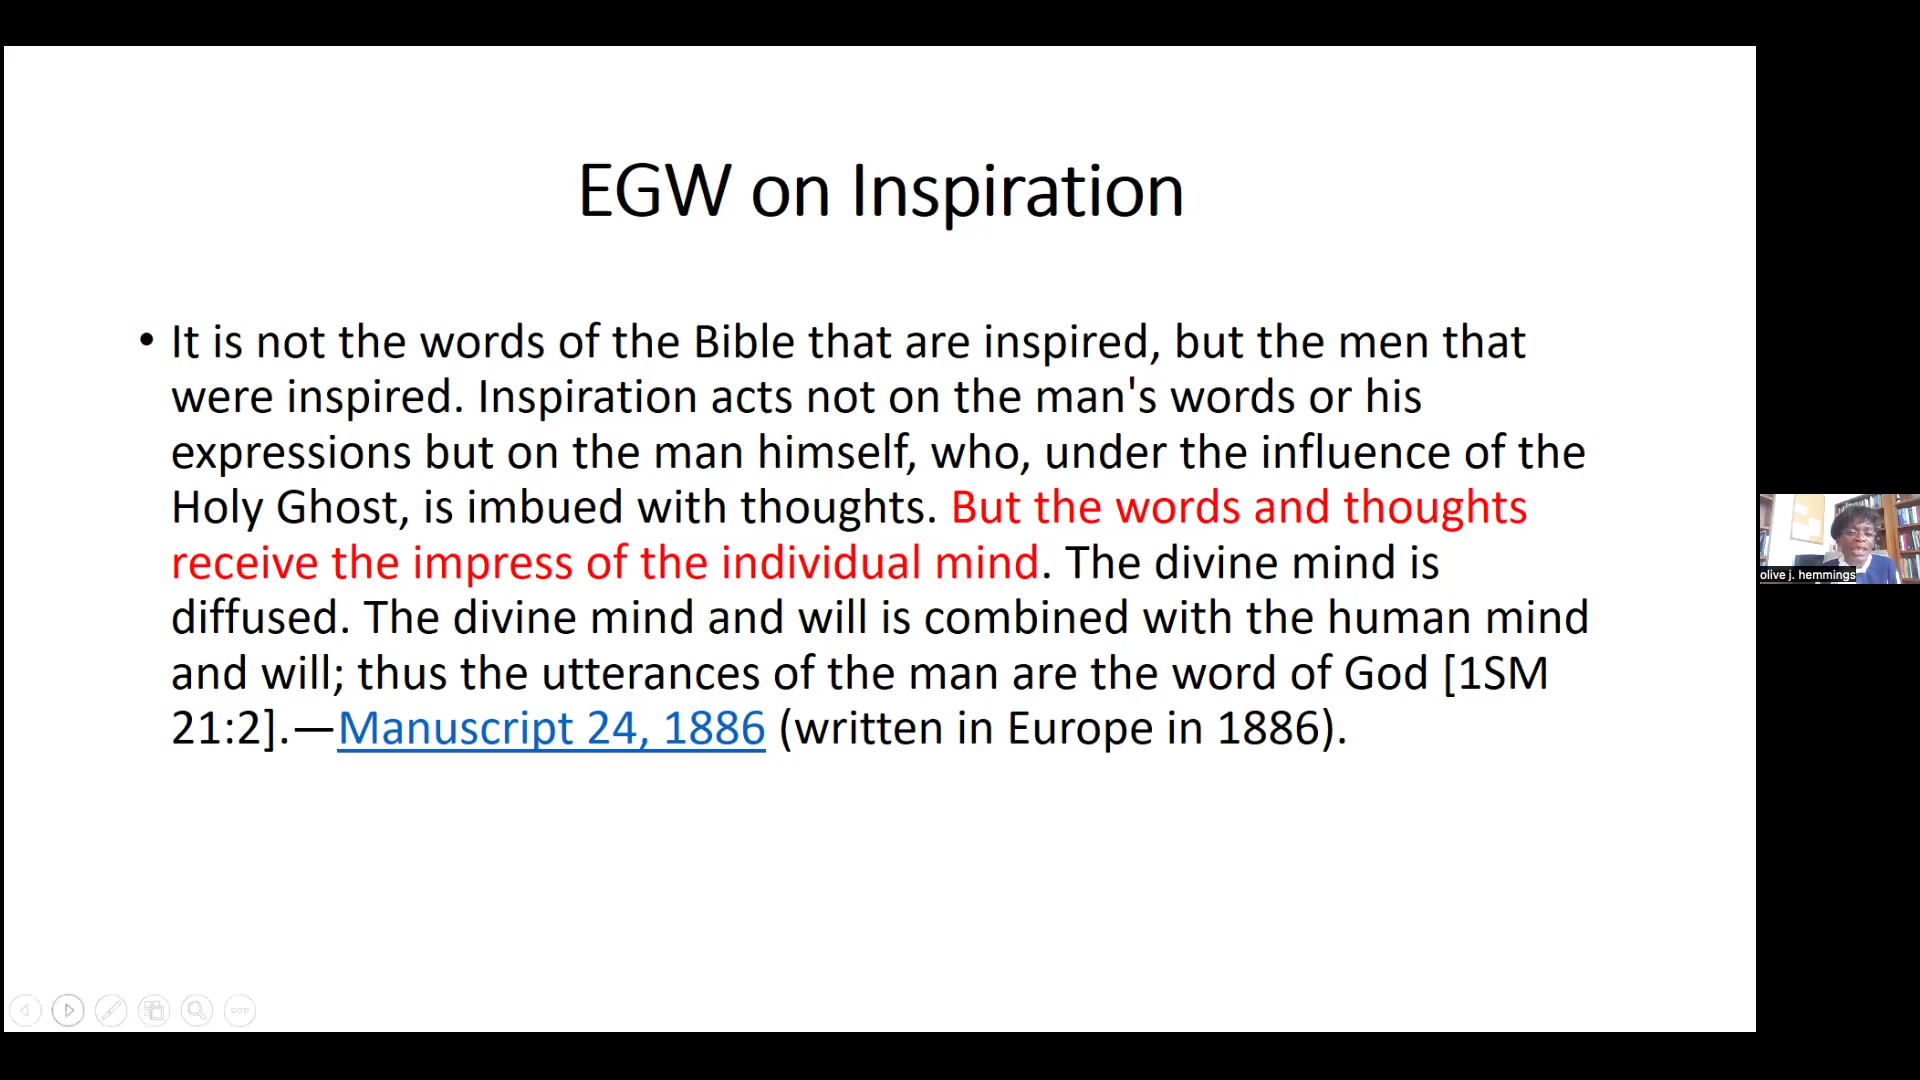 EGW on Inspiration
• It is not the words of the Bible that are inspired, but the men that
were inspired. Inspiration acts not on the man's words or his
expressions but on the man himself, who, under the influence of the
Holy Ghost, is imbued with thoughts. But the words and thoughts
receive the impress of the individual mind. The divine mind is
diffused. The divine mind and will is combined with the human mind
and will; thus the utterances of the man are the word of God [1SM
21:2].—Manuscript 24, 1886 (written in Europe in 1886).
olive j. hemmings